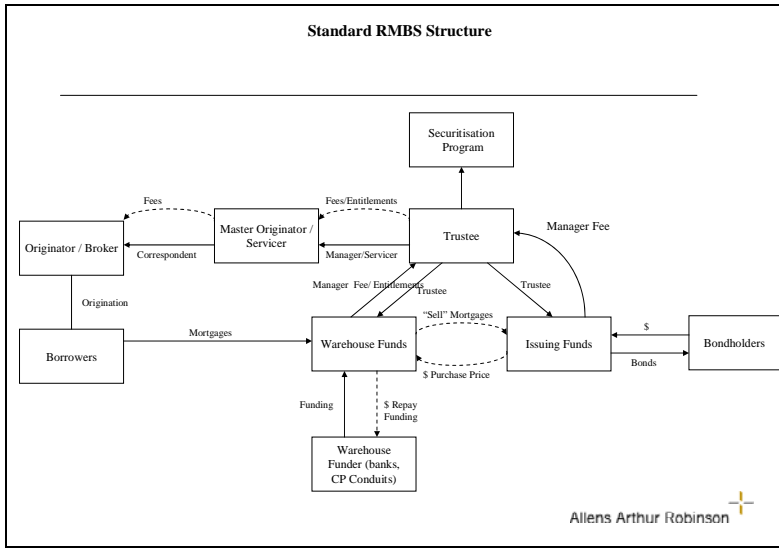 Standard RMBS Structure
Securitisation
Program
Fees
Fees/Entitlements
Originator / Broker
Master Originator /
Servicer
Trustee
Manager Fee
Correspondent
Manager/Servicer
Manager Fee/ Entitlements
Trustee
Trustee
Origination
Borrowers
Mortgages
Warehouse Funds
"Sell" Mortgages
$ Purchase Price
Issuing Funds
$
Bonds
Bondholders
Funding
$ Repay
Funding
Warehouse
Funder (banks,
CP Conduits)
Allens Arthur Robinson